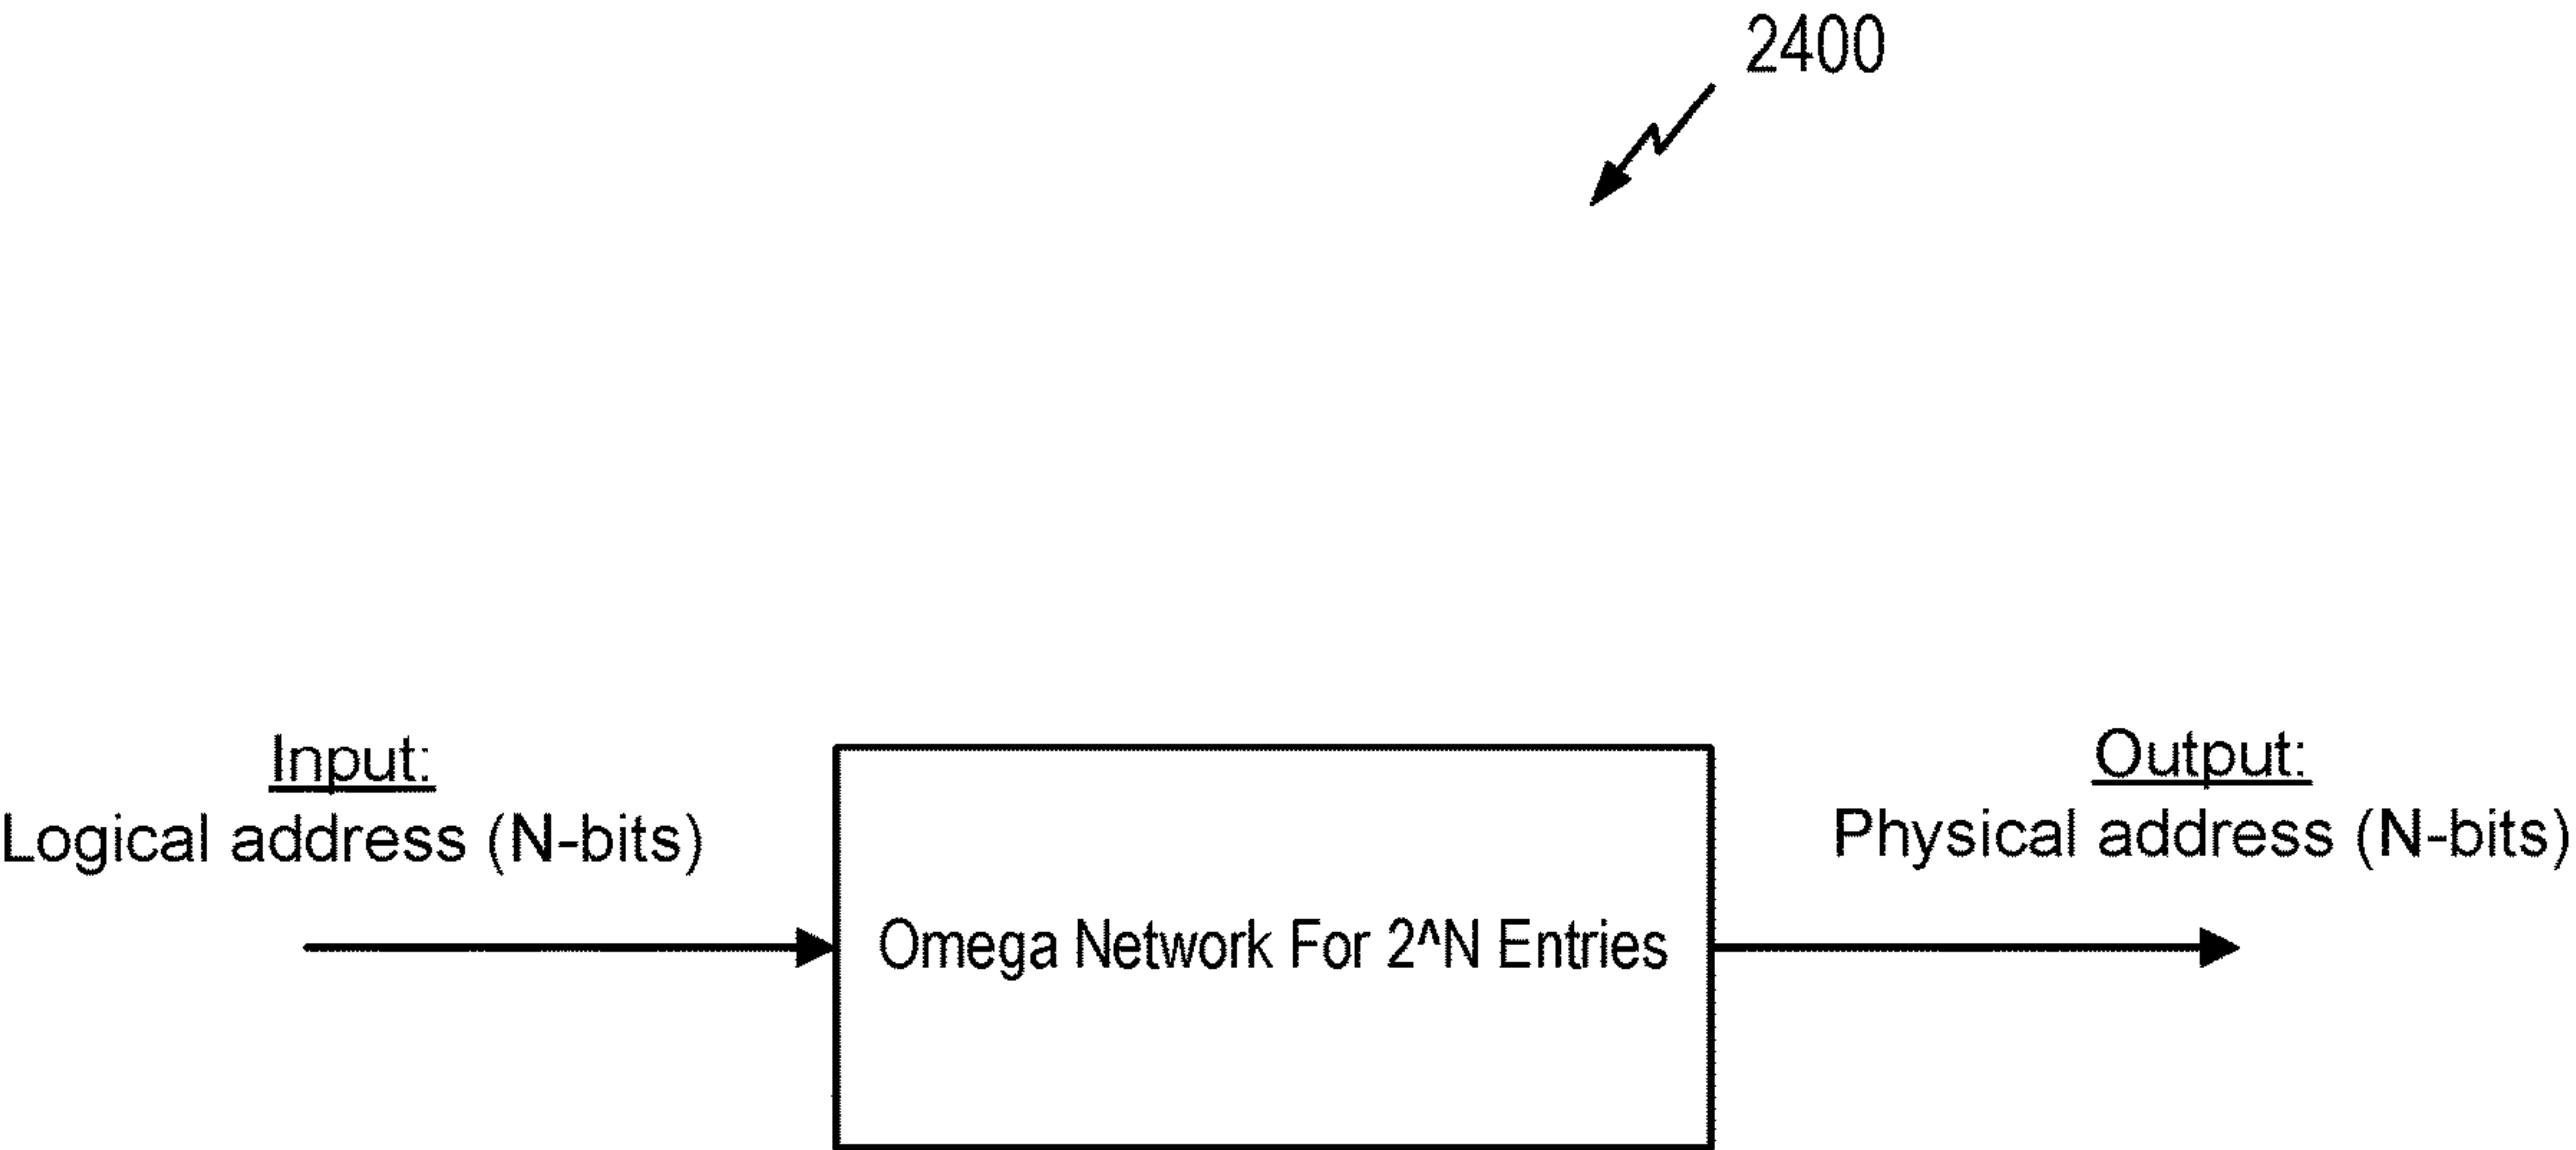 2400
Input:
Logical address (N-bits)
Omega Network For 2^N Entries
Output:
Physical address (N-bits)